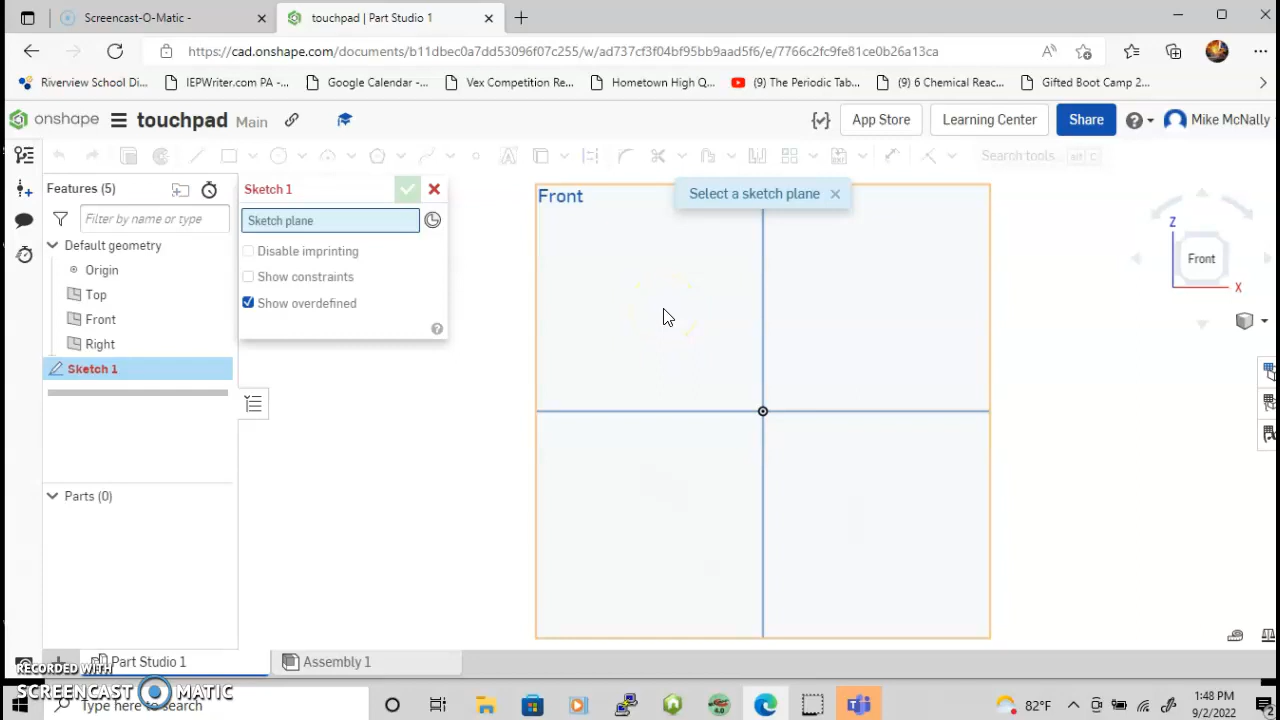 Screencast-O-Matic
touchpad | Part Studio 1
https://cad.onshape.com/documents/b11dbec0a7dd53096f07c255/w/ad737cf3f04bf95bb9aad5f6/e/7766c2fc9fe81ce0b26a13ca
Riverview School Di...
IEPWriter.com PA -...
Google Calendar -...
Vex Competition Re...
Hometown High Q...
(9) The Periodic Tab...
(9) 6 Chemical Reac...
Gifted Boot Camp 2...
onshape
touchpad Main
App Store
Learning Center
Share
Mike McNally
Search tools...
alt C
Features (5)
Filter by name or type
Default geometry
Origin
Top
Front
Right
Sketch 1
Parts (0)
Sketch 1
Sketch plane
Disable imprinting
Show constraints
Show overdefined
Select a sketch plane
Front
Z
Front
X
Part Studio 1
Assembly 1
RECORDED WITH
SCREENCAST MATIC
Type here to search
4.0
82°F
1:48 PM
9/2/2022
2